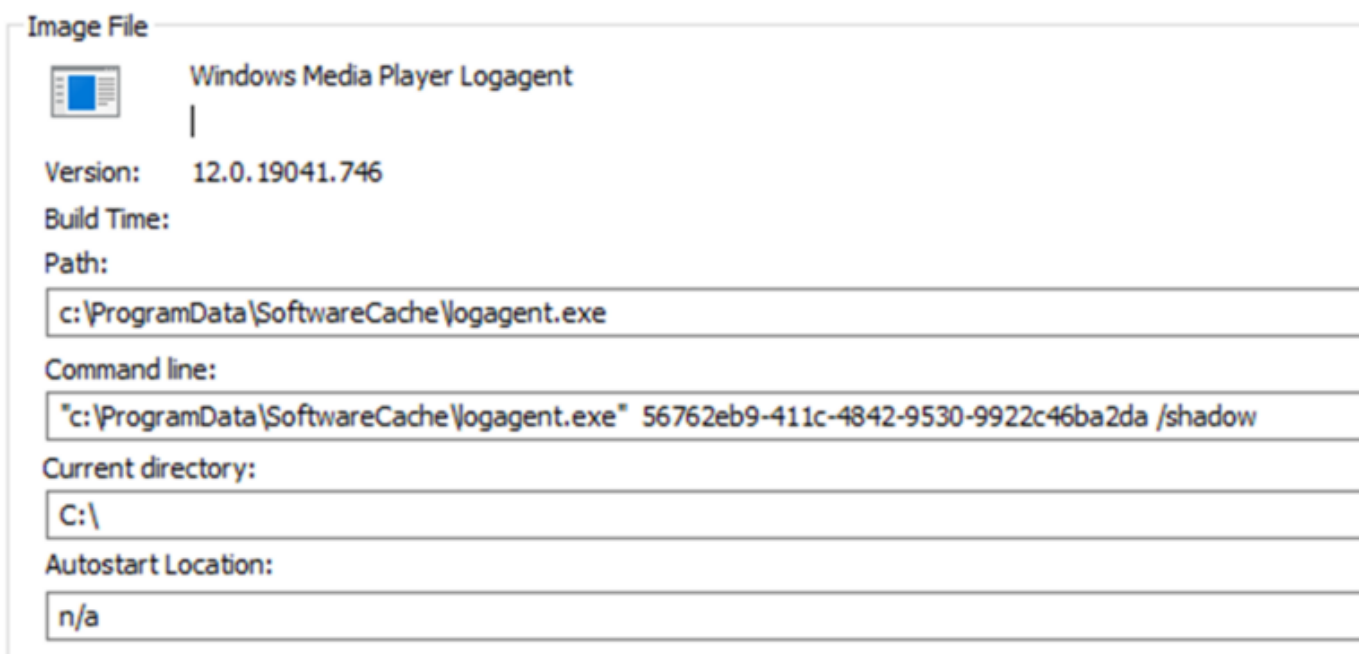 Image File
Windows Media Player Logagent
Version: 12.0.19041.746
Build Time:
Path:
c:\ProgramData\SoftwareCache\logagent.exe
Command line:
"c:\ProgramData\SoftwareCache\logagent.exe" 56762eb9-411c-4842-9530-9922c46ba2da /shadow
Current directory:
C:\
Autostart Location:
n/a